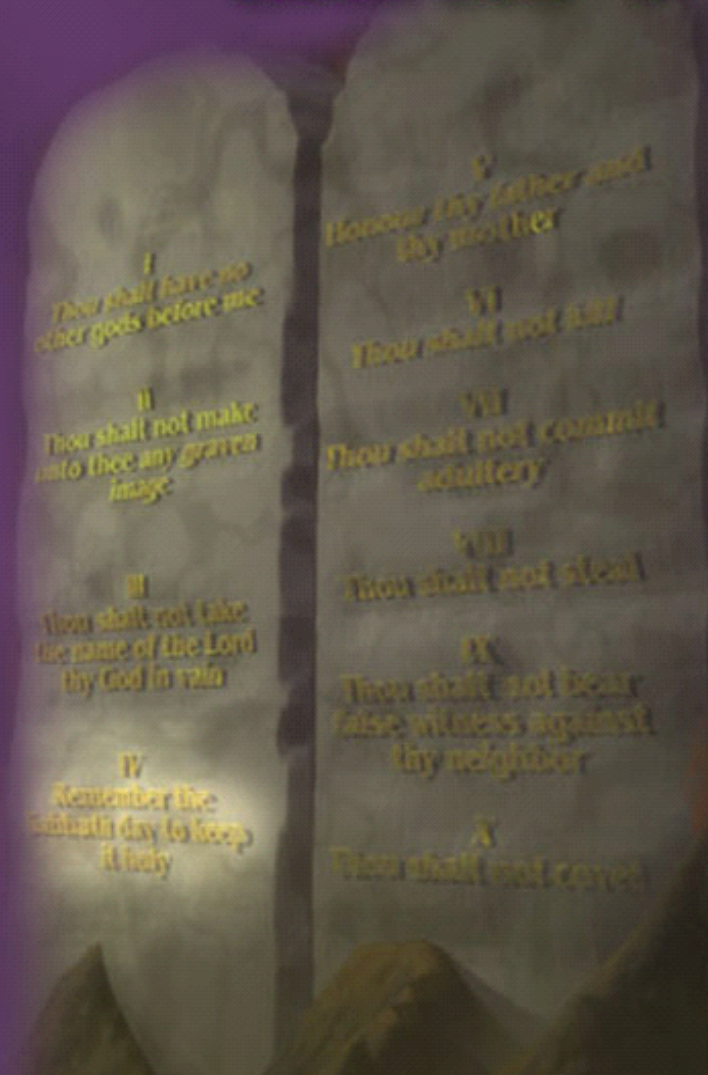 I
Thou shalt have no
other gods before me
II
Thou shalt not make
unto thee any graven
image
III
Thou shalt not take
the name of the Lord
thy God in vain
IV
Remember the
Sabbath day to keep
it holy
V
Honour thy father and
thy mother
VI
Thou shalt not kill
VII
Thou shalt not commit
adultery
VIII
Thou shalt not steal
IX
Thou shalt not bear
false witness against
thy neighbor
X
Thou shalt not covet